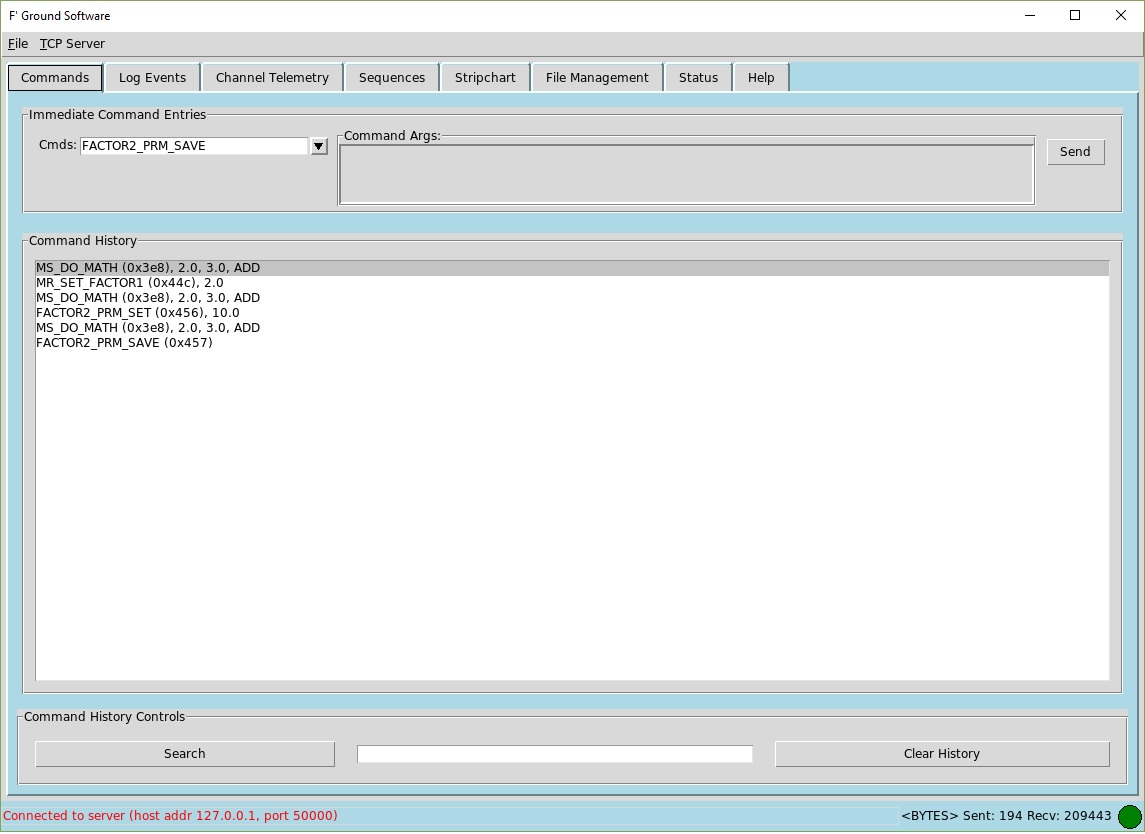 F' Ground Software
File TCP Server
Commands Log Events Channel Telemetry Sequences Stripchart File Management Status Help
Immediate Command Entries
Cmds: FACTOR2_PRM_SAVE
Command Args:
Send
Command History
MS_DO_MATH (0x3e8), 2.0, 3.0, ADD
MR_SET_FACTOR1 (0x44c), 2.0
MS_DO_MATH (0x3e8), 2.0, 3.0, ADD
FACTOR2_PRM_SET (0x456), 10.0
MS_DO_MATH (0x3e8), 2.0, 3.0, ADD
FACTOR2_PRM_SAVE (0x457)
Command History Controls
Search Clear History
Connected to server (host addr 127.0.0.1, port 50000) <BYTES> Sent: 194 Recv: 209443